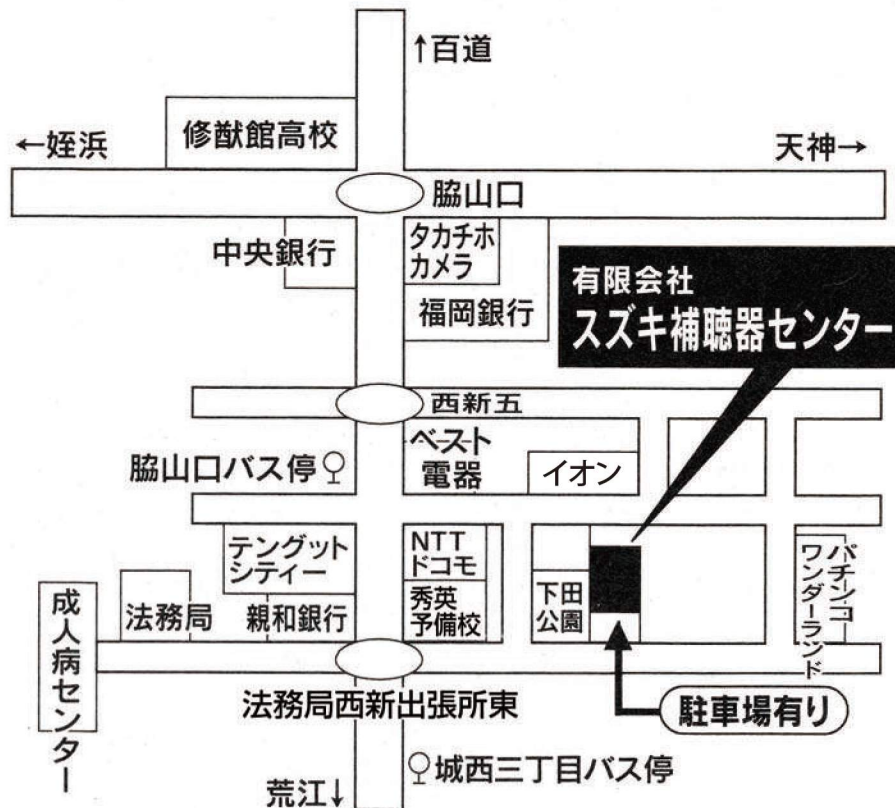 ↑百道
修猷館高校
←姪浜
天神→
脇山口
中央銀行
タカチホ
カメラ
福岡銀行
有限会社
スズキ補聴器センター
西新五
ベスト
電器
イオン
脇山口バス停
テングット
シティー
NTT
ドコモ
下田
公園
パチンコ
ワンダーランド
成人病センター
法務局
親和銀行
秀英
予備校
法務局西新出張所東
駐車場有り
城西三丁目バス停
荒江↓